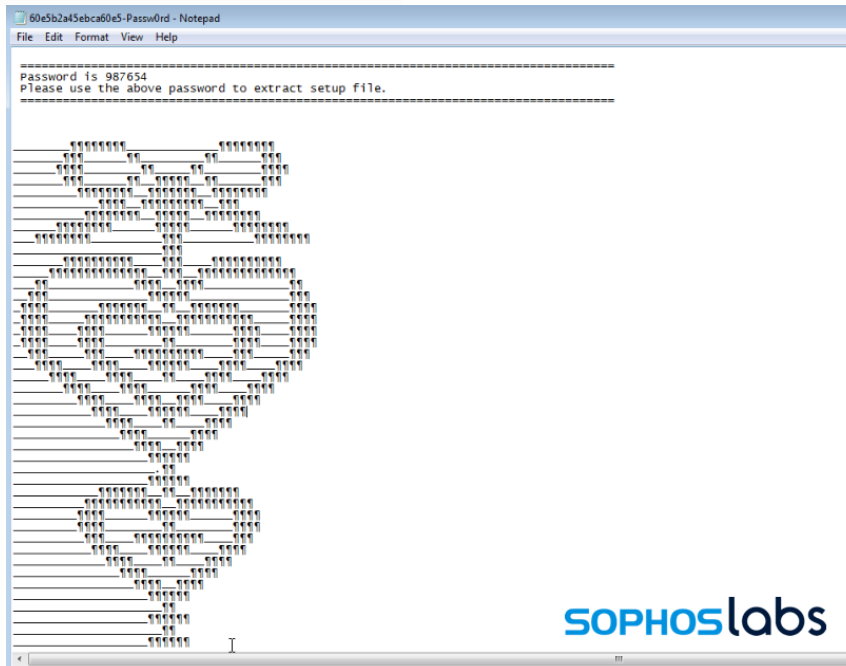 60e5b2a45ebca60e5-Passw0rd - Notepad
File Edit Format View Help
=====================================================================================
Password is 987654
Please use the above password to extract setup file.
=====================================================================================
SOPHOSlabs